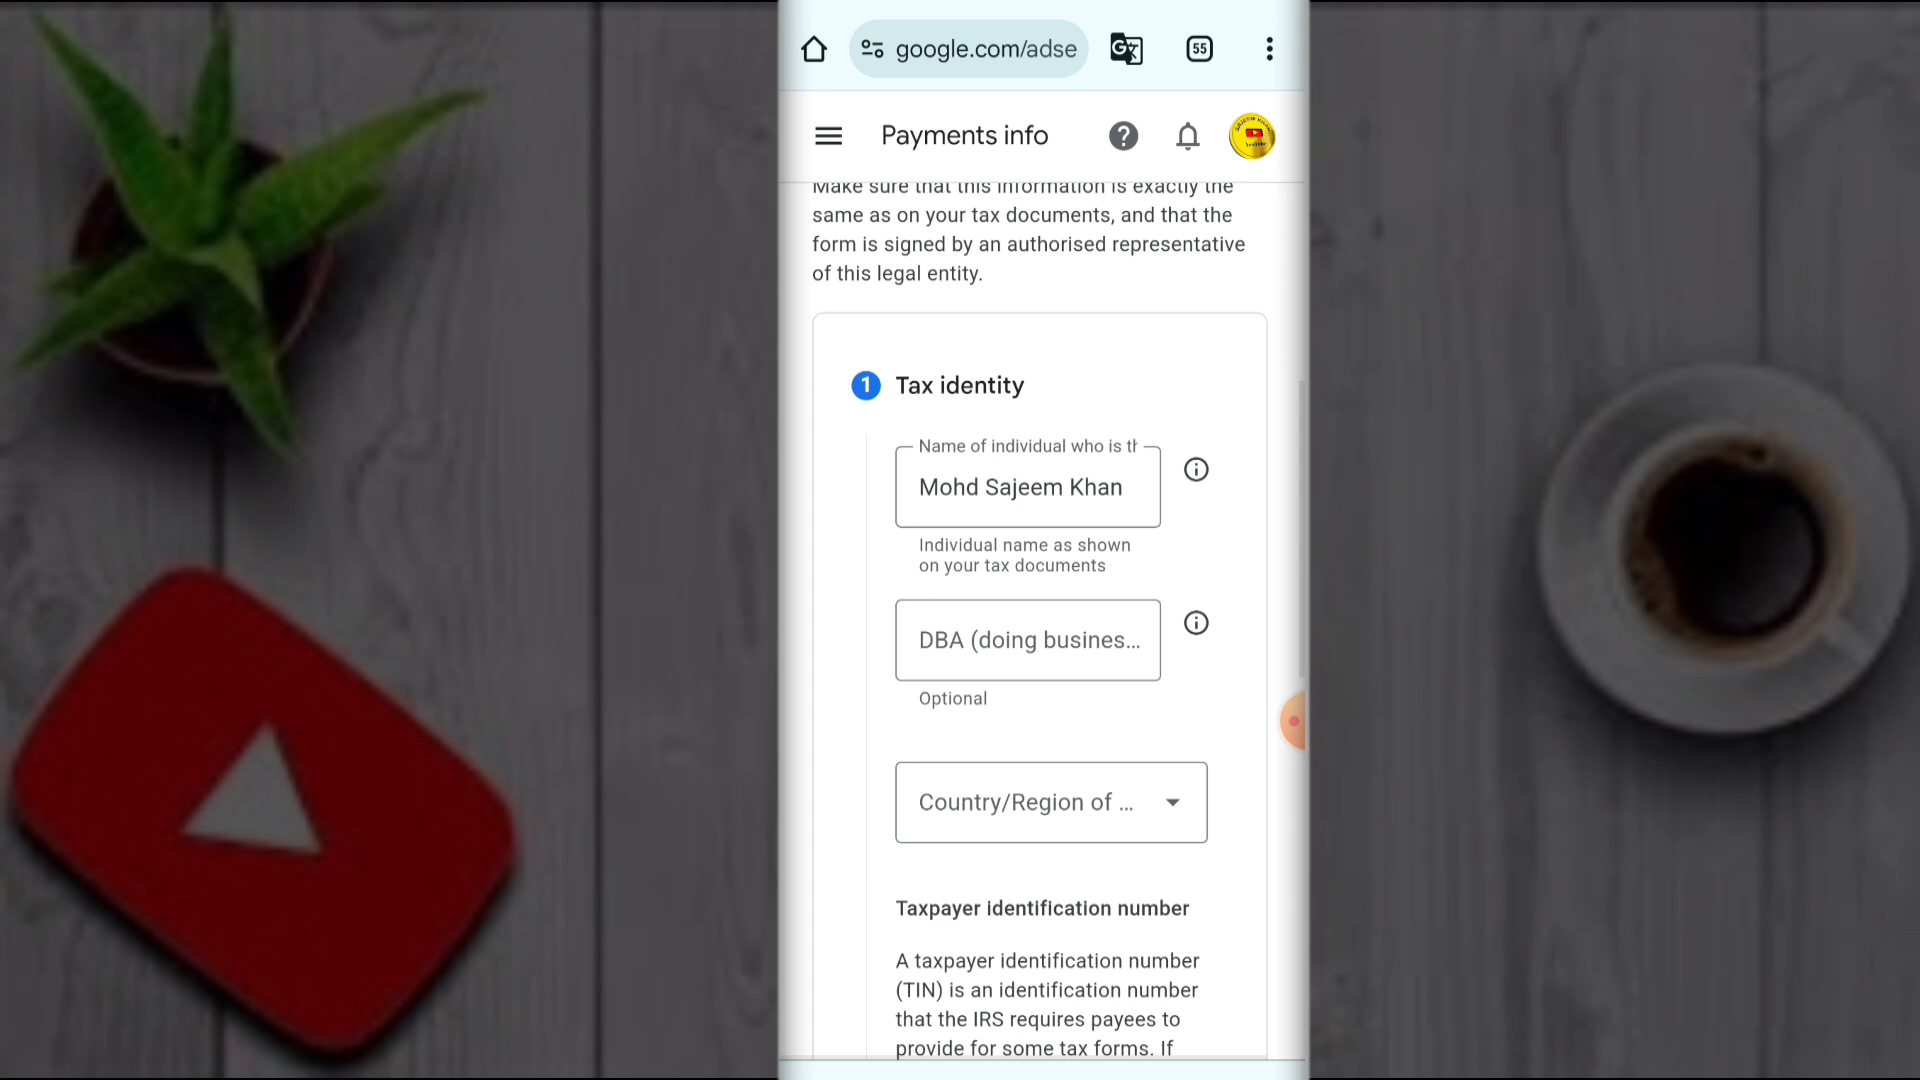 google.com/adse
55
Payments info
Make sure that this information is exactly the
same as on your tax documents, and that the
form is signed by an authorised representative
of this legal entity.
1 Tax identity
Name of individual who is th
Mohd Sajeem Khan
Individual name as shown
on your tax documents
DBA (doing busines...
Optional
Country/Region of ...
Taxpayer identification number
A taxpayer identification number
(TIN) is an identification number
that the IRS requires payees to
provide for some tax forms. If